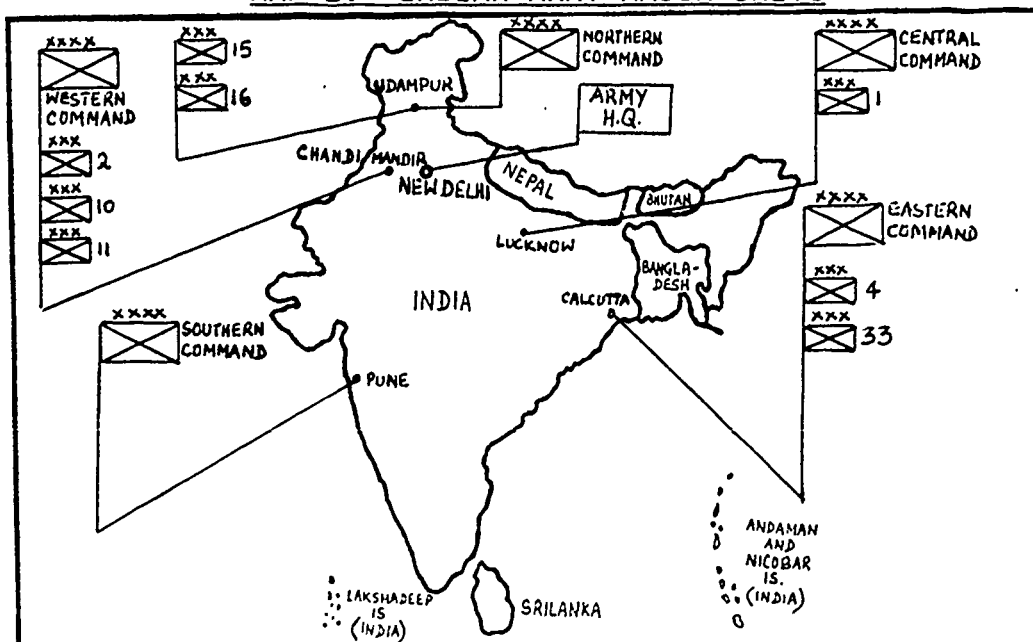 XXXX
WESTERN
COMMAND
XXX
2
XXX
10
XXX
11
XXX
15
XXX
16
XXXX
NORTHERN
COMMAND
ARMY
H.Q.
XXXX
CENTRAL
COMMAND
XXX
1
UDAMPUR
CHANDI MANDIR
NEW DELHI
NEPAL
BHUTAN
LUCKNOW
XXXX
EASTERN
COMMAND
XXX
4
XXX
33
BANGLA-
DESH
CALCUTTA
INDIA
XXXX
SOUTHERN
COMMAND
PUNE
ANDAMAN
AND
NICOBAR
IS.
(INDIA)
LAKSHADEEP
IS
(INDIA)
SRILANKA